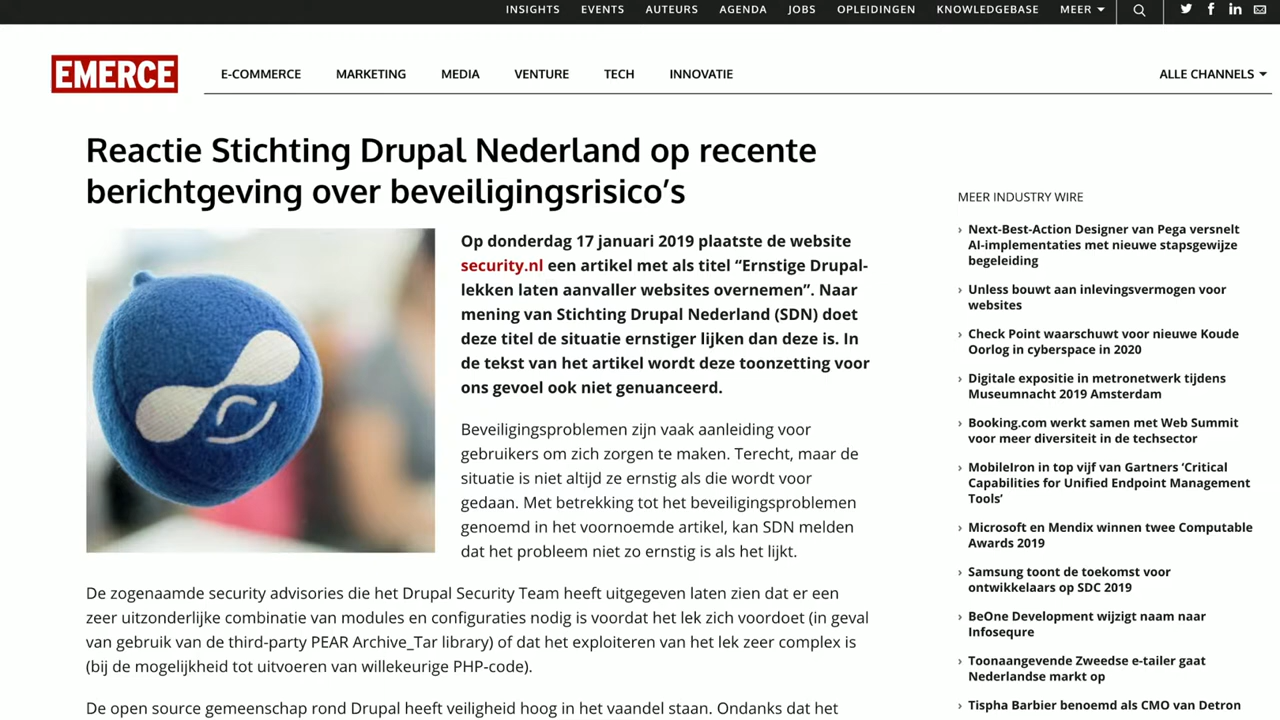 INSIGHTS EVENTS AUTEURS AGENDA JOBS OPLEIDINGEN KNOWLEDGEBASE MEER
EMERCE
E-COMMERCE MARKETING MEDIA VENTURE TECH INNOVATIE
ALLE CHANNELS
Reactie Stichting Drupal Nederland op recente
berichtgeving over beveiligingsrisico’s
Op donderdag 17 januari 2019 plaatste de website
security.nl een artikel met als titel “Ernstige Drupal-
lekken laten aanvaller websites overnemen”. Naar
mening van Stichting Drupal Nederland (SDN) doet
deze titel de situatie ernstiger lijken dan deze is. In
de tekst van het artikel wordt deze toonzetting voor
ons gevoel ook niet genuanceerd.
Beveiligingsproblemen zijn vaak aanleiding voor
gebruikers om zich zorgen te maken. Terecht, maar de
situatie is niet altijd ze ernstig als die wordt voor
gedaan. Met betrekking tot het beveiligingsproblemen
genoemd in het voornoemde artikel, kan SDN melden
dat het probleem niet zo ernstig is als het lijkt.
De zogenaamde security advisories die het Drupal Security Team heeft uitgegeven laten zien dat er een
zeer uitzonderlijke combinatie van modules en configuraties nodig is voordat het lek zich voordoet (in geval
van gebruik van de third-party PEAR Archive_Tar library) of dat het exploiteren van het lek zeer complex is
(bij de mogelijkheid tot uitvoeren van willekeurige PHP-code).
De open source gemeenschap rond Drupal heeft veiligheid hoog in het vaandel staan. Ondanks dat het
MEER INDUSTRY WIRE
› Next-Best-Action Designer van Pega versnelt
AI-implementaties met nieuwe stapsgewijze
begeleiding
› Unless bouwt aan inlevingsvermogen voor
websites
› Check Point waarschuwt voor nieuwe Koude
Oorlog in cyberspace in 2020
› Digitale expositie in metronetwerk tijdens
Museumnacht 2019 Amsterdam
› Booking.com werkt samen met Web Summit
voor meer diversiteit in de techsector
› MobileIron in top vijf van Gartners ‘Critical
Capabilities for Unified Endpoint Management
Tools’
› Microsoft en Mendix winnen twee Computable
Awards 2019
› Samsung toont de toekomst voor
ontwikkelaars op SDC 2019
› BeOne Development wijzigt naam naar
Infosequre
› Toonaangevende Zweedse e-tailer gaat
Nederlandse markt op
› Tispha Barbier benoemd als CMO van Detron